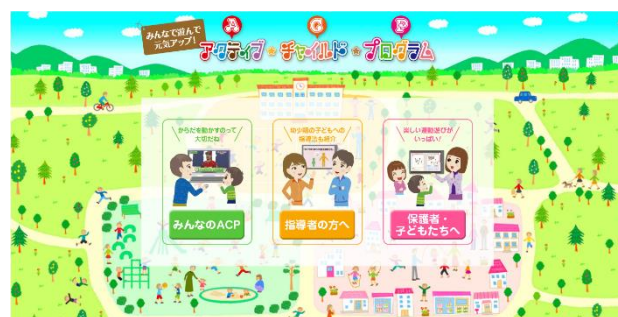 みんなで遊んで
元気アップ!
A C P
アクティブ★チャイルド★プログラム
からだを動かすのって
大切だね!
みんなのACP
幼少期の子どもへの
指導法も紹介
指導者の方へ
楽しい運動遊びが
いっぱい!
保護者・
子どもたちへ